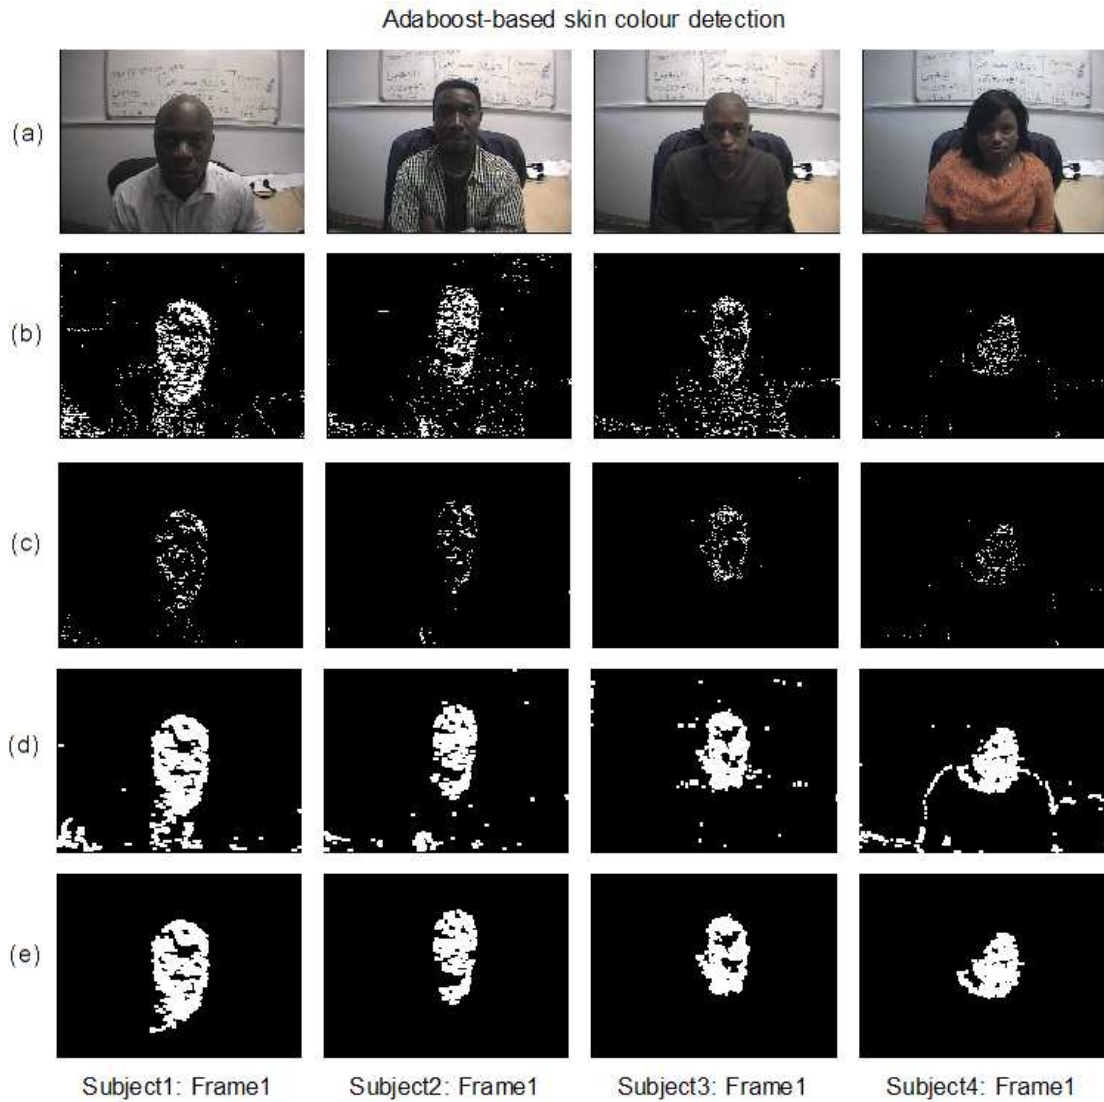 Adaboost-based skin colour detection
(a)
(b)
(c)
(d)
(e)
Subject1: Frame1 Subject2: Frame1 Subject3: Frame1 Subject4: Frame1